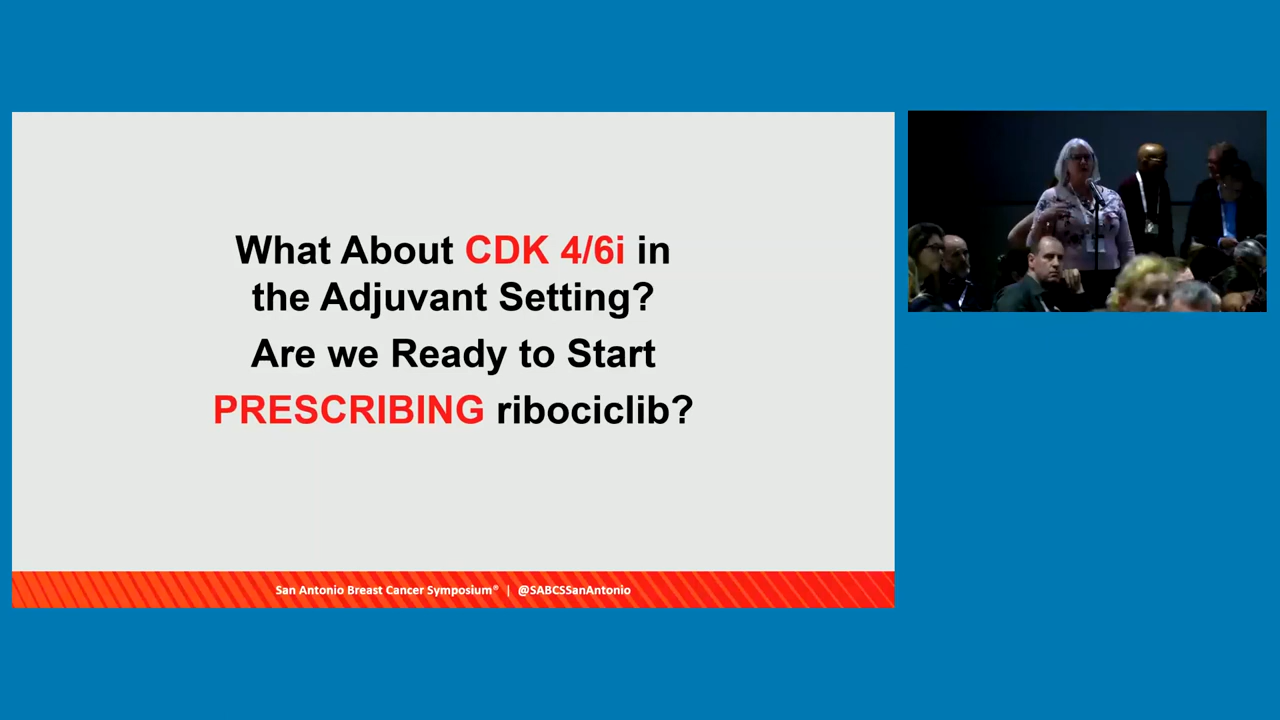 What About CDK 4/6i in
the Adjuvant Setting?
Are we Ready to Start
PRESCRIBING ribociclib?
San Antonio Breast Cancer Symposium® | @SABCSSanAntonio